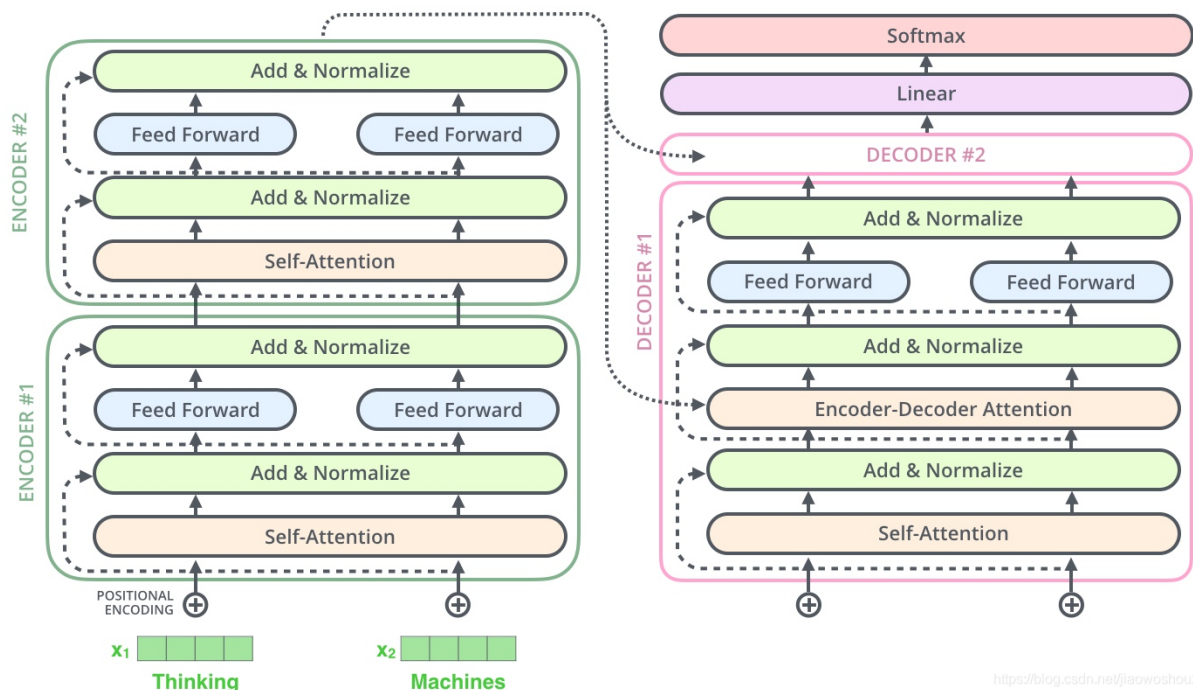 ENCODER #2
Add & Normalize
Feed Forward
Feed Forward
Add & Normalize
Self-Attention
ENCODER #1
Add & Normalize
Feed Forward
Feed Forward
Add & Normalize
Self-Attention
POSITIONAL
ENCODING
x1
x2
Thinking
Machines
Softmax
Linear
DECODER #2
DECODER #1
Add & Normalize
Feed Forward
Feed Forward
Add & Normalize
Encoder-Decoder Attention
Add & Normalize
Self-Attention
https://blog.csdn.net/jiaowoshou